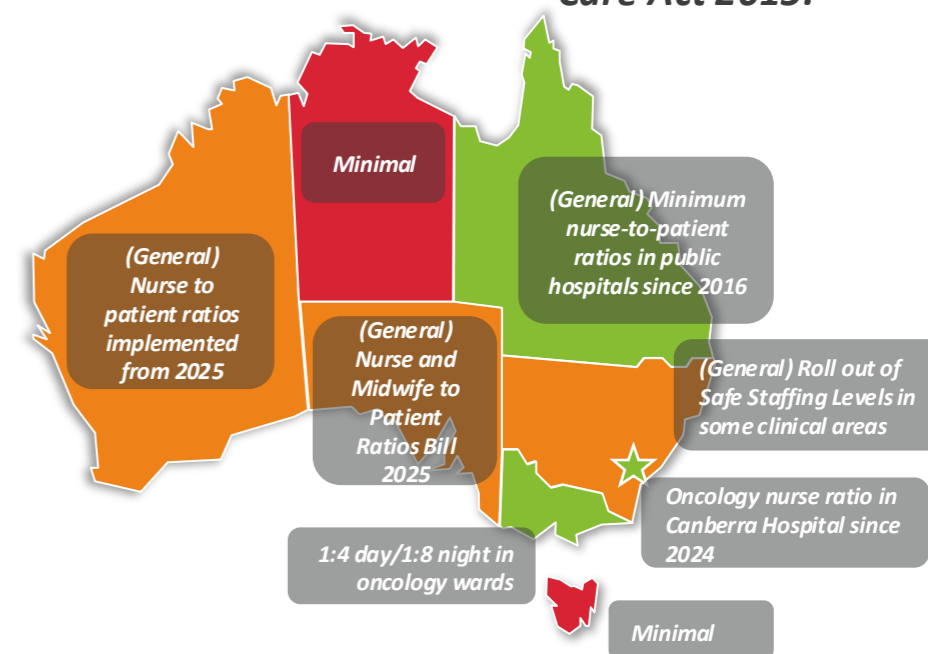 Care Act 2015.
Minimal
(General) Minimum
nurse-to-patient
ratios in public
hospitals since 2016
(General)
Nurse to
patient ratios
implemented
from 2025
(General)
Nurse and
Midwife to
Patient
Ratios Bill
2025
(General) Roll out of
Safe Staffing Levels in
some clinical areas
Oncology nurse ratio in
Canberra Hospital since
2024
1:4 day/1:8 night in
oncology wards
Minimal